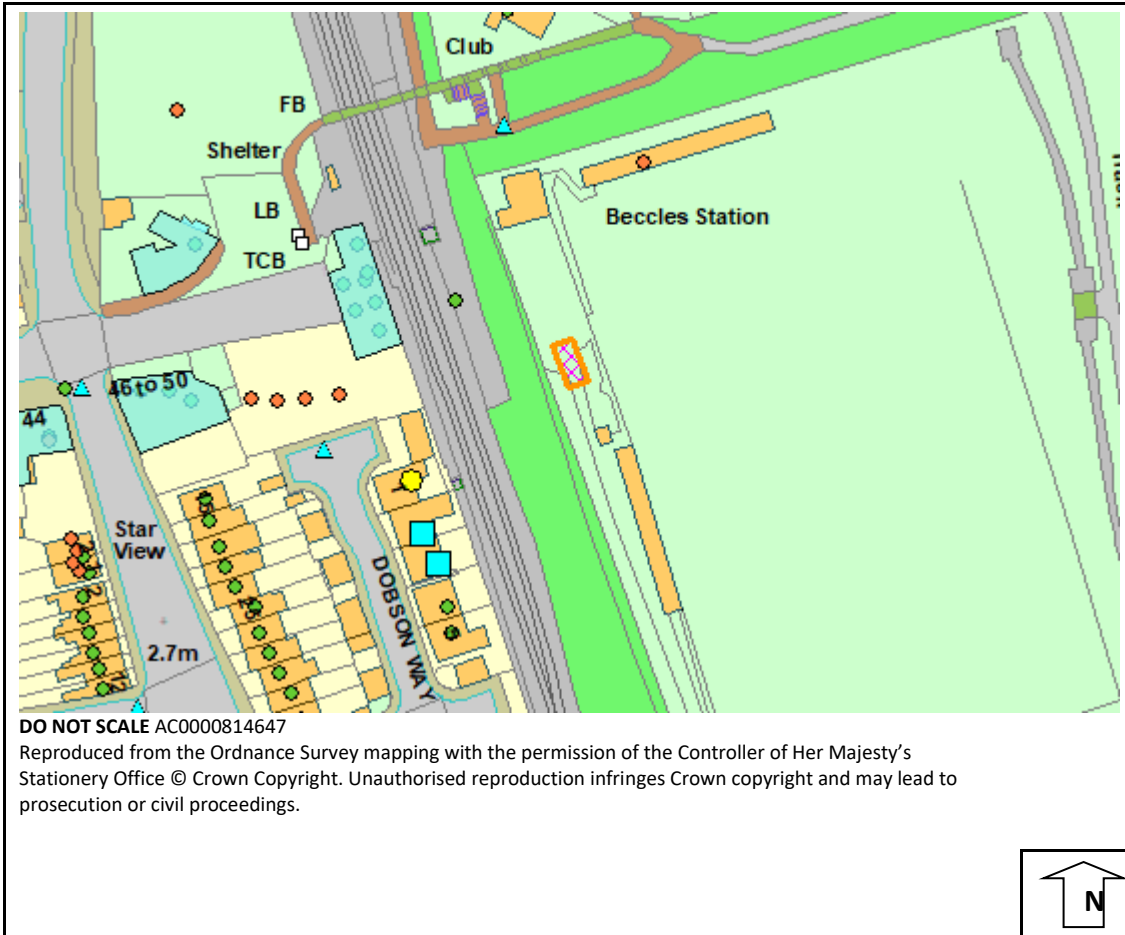 Club
FB
Shelter
LB
Beccles Station
TCB
46 to 50
44
Star
View
DOBSON WAY
2.7m
12
DO NOT SCALE AC0000814647
Reproduced from the Ordnance Survey mapping with the permission of the Controller of Her Majesty's
Stationery Office © Crown Copyright. Unauthorised reproduction infringes Crown copyright and may lead to
prosecution or civil proceedings.
N